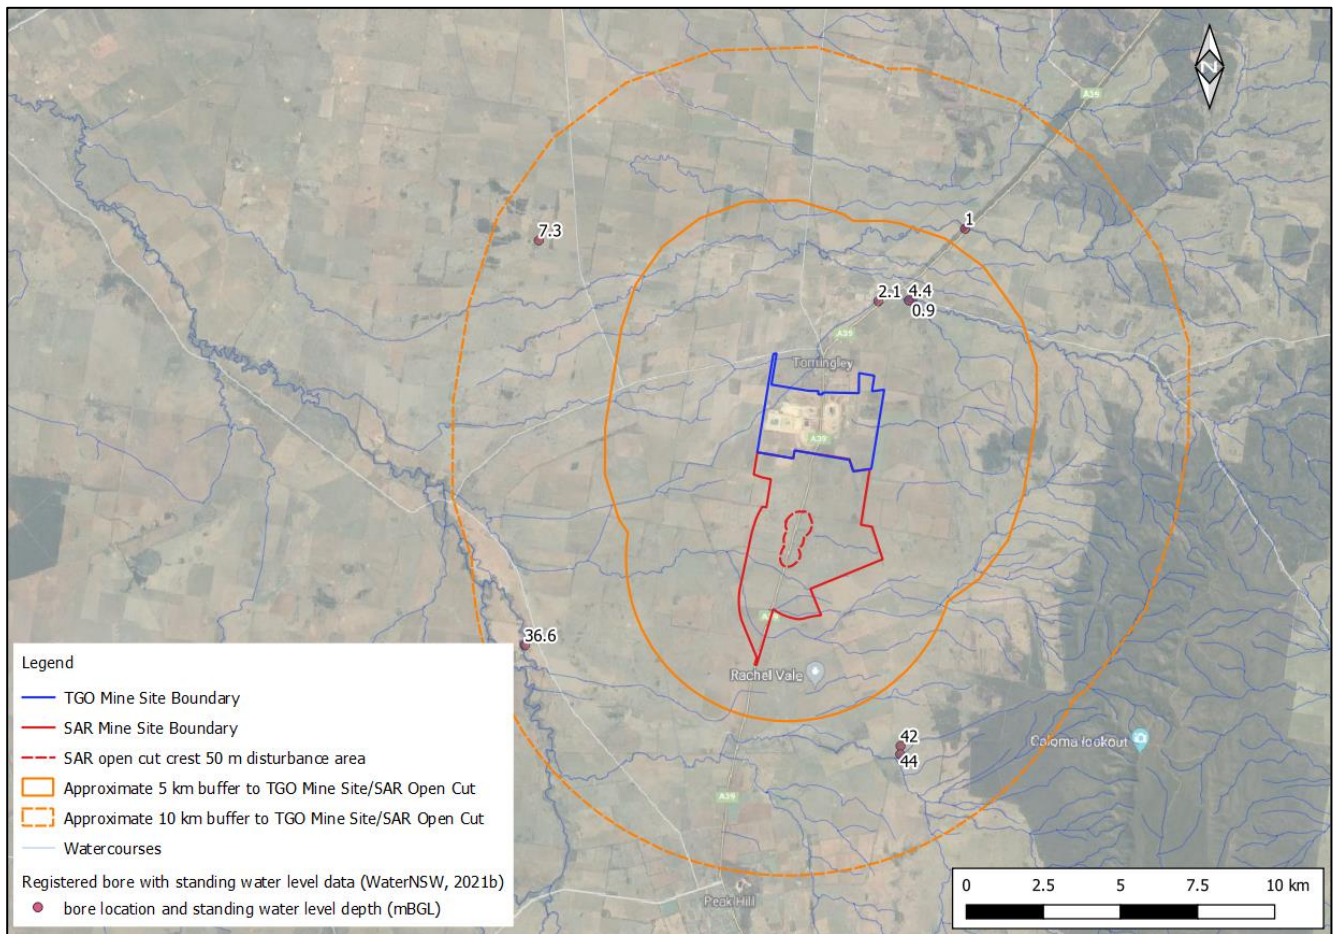 N
A39
1
7.3
2.1
4.4
0.9
A39
Tomingley
A39
36.6
Rachel Vale
42
44
Caloma lookout
A39
Peak Hill
Legend
TGO Mine Site Boundary
SAR Mine Site Boundary
SAR open cut crest 50 m disturbance area
Approximate 5 km buffer to TGO Mine Site/SAR Open Cut
Approximate 10 km buffer to TGO Mine Site/SAR Open Cut
Watercourses
Registered bore with standing water level data (WaterNSW, 2021b)
bore location and standing water level depth (mBGL)
0 2.5 5 7.5 10 km